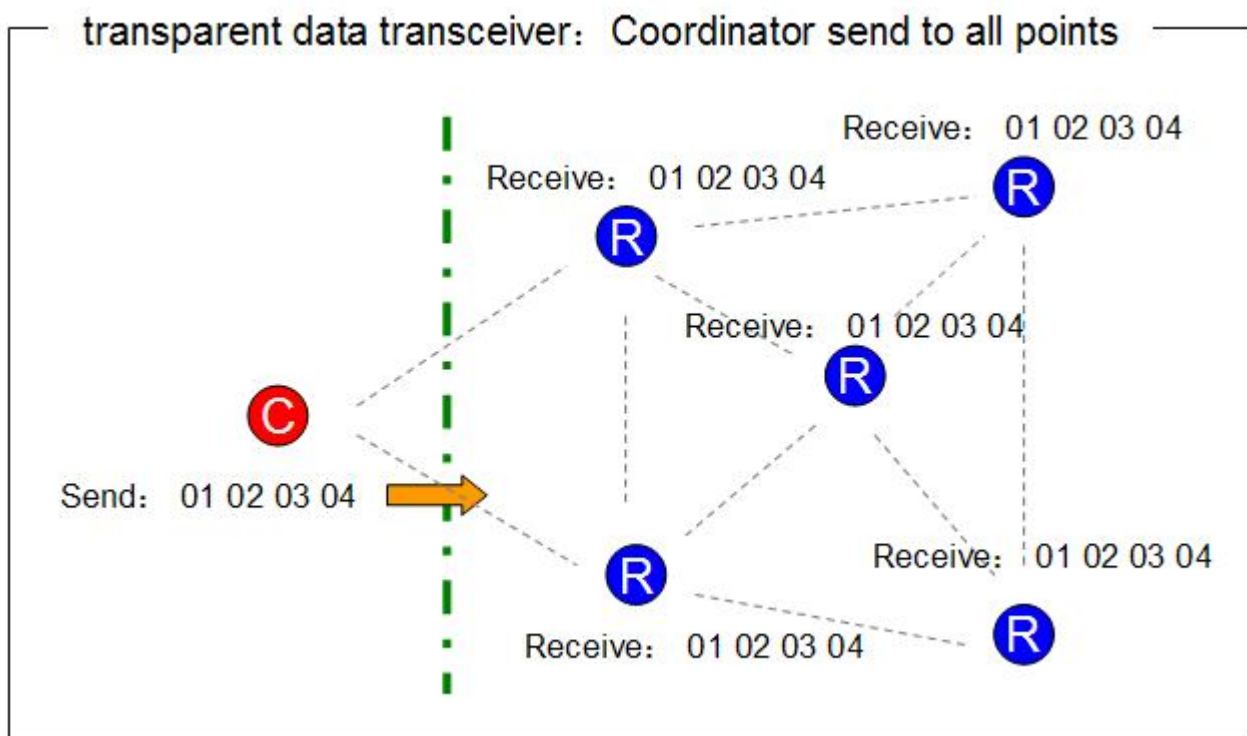 transparent data transceiver：Coordinator send to all points
Receive： 01 02 03 04
R
Receive： 01 02 03 04
R
Receive： 01 02 03 04
R
C
Send： 01 02 03 04
Receive： 01 02 03 04
R
Receive： 01 02 03 04
R